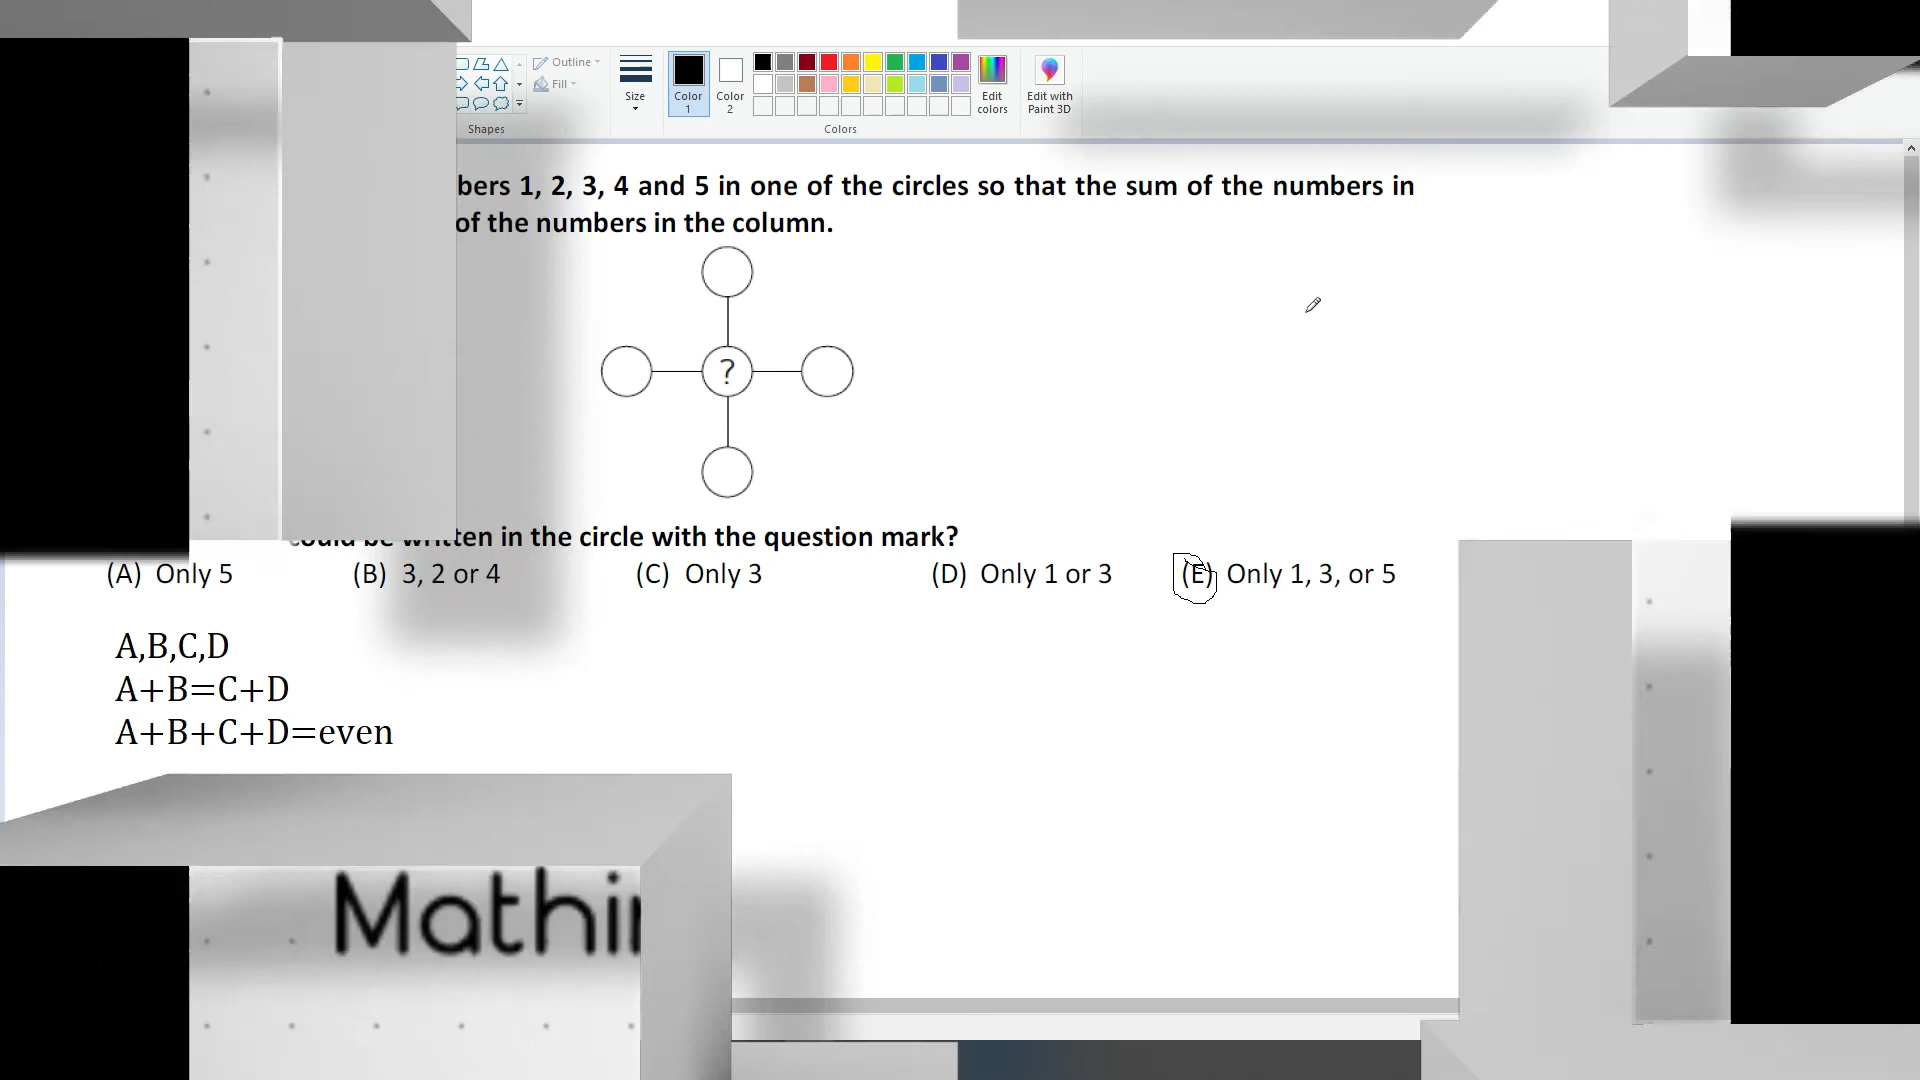 Outline
Fill
Size
Color 1
Color 2
Edit colors
Edit with Paint 3D
Shapes
Colors
bers 1, 2, 3, 4 and 5 in one of the circles so that the sum of the numbers in
of the numbers in the column.
?
could be written in the circle with the question mark?
(A) Only 5 (B) 3, 2 or 4 (C) Only 3 (D) Only 1 or 3 (E) Only 1, 3, or 5
A,B,C,D
A+B=C+D
A+B+C+D=even
Mathi